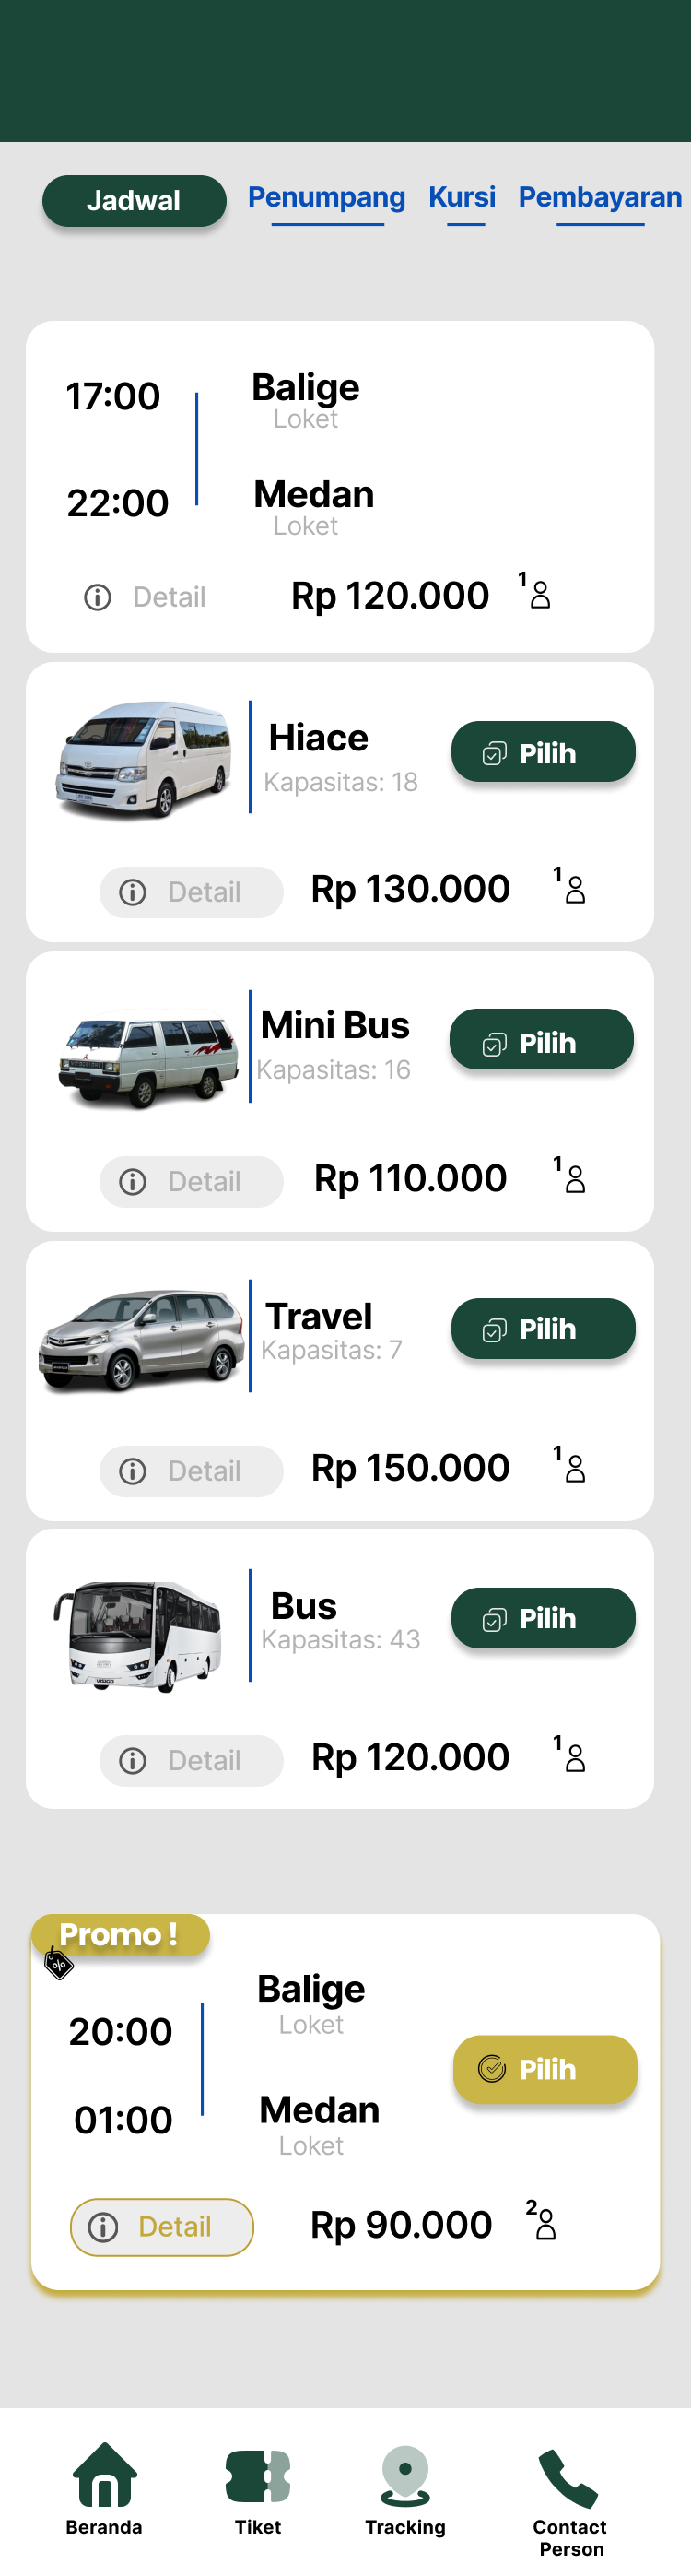 Jadwal Penumpang Kursi Pembayaran
17:00 Balige
Loket
22:00 Medan
Loket
Detail Rp 120.000 1
Hiace Pilih
Kapasitas: 18
Detail Rp 130.000 1
Mini Bus Pilih
Kapasitas: 16
Detail Rp 110.000 1
Travel Pilih
Kapasitas: 7
Detail Rp 150.000 1
Bus Pilih
Kapasitas: 43
Detail Rp 120.000 1
Promo !
%
Balige
Loket
20:00
Pilih
01:00 Medan
Loket
Detail Rp 90.000 2
Beranda Tiket Tracking Contact
Person